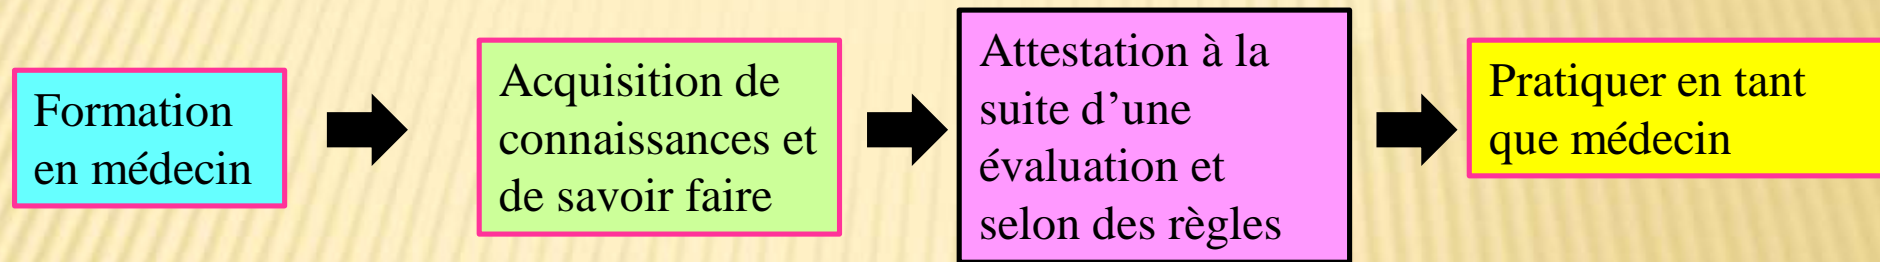 Formation
en médecin
Acquisition de
connaissances et
de savoir faire
Attestation à la
suite d’une
évaluation et
selon des règles
Pratiquer en tant
que médecin